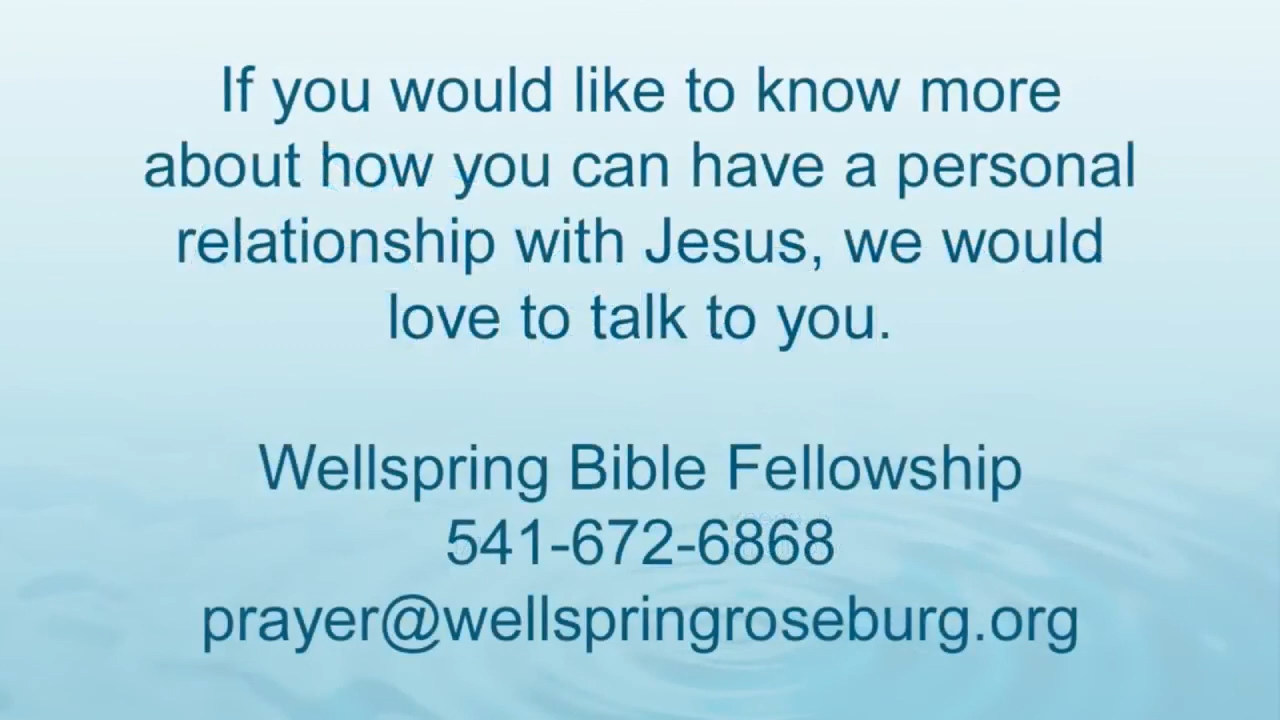 If you would like to know more
about how you can have a personal
relationship with Jesus, we would
love to talk to you.
Wellspring Bible Fellowship
541-672-6868
prayer@wellspringroseburg.org